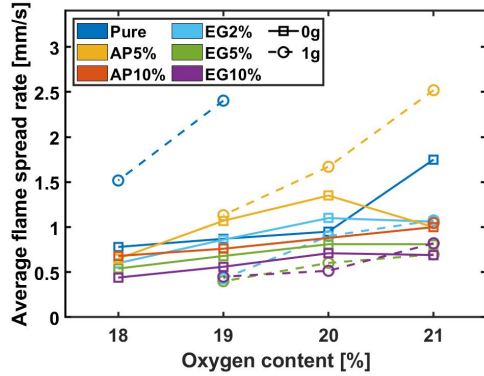 Average flame spread rate [mm/s]
3
2.5
2
1.5
1
0.5
0
Pure EG2% 0g
AP5% EG5% 1g
AP10% EG10%
18 19 20 21
Oxygen content [%]